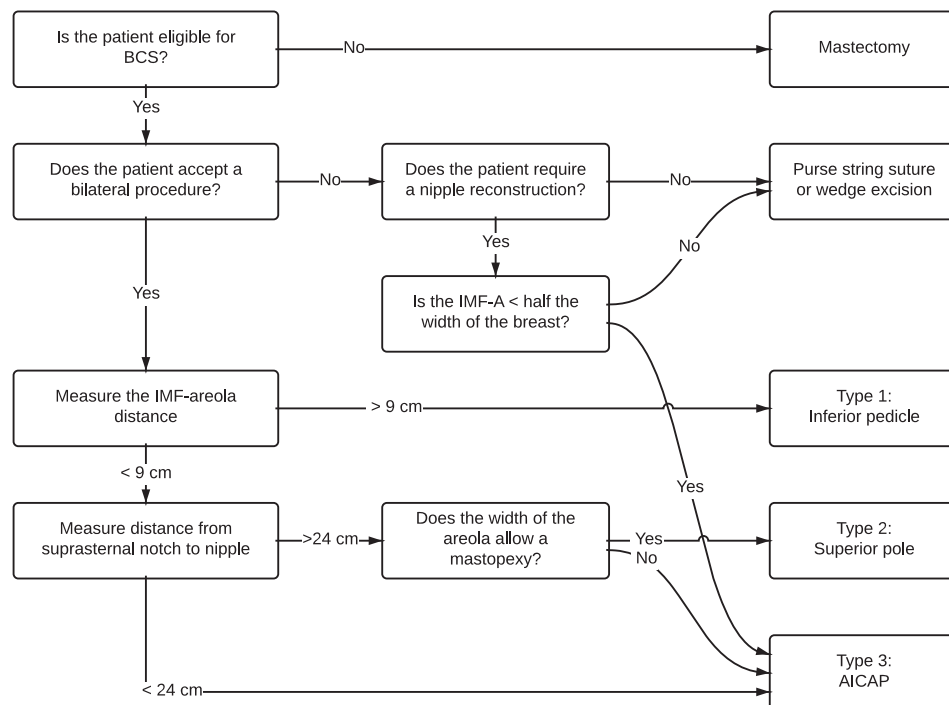 Is the patient eligible for
BCS?
No
Mastectomy
Yes
Does the patient accept a
bilateral procedure?
No
Does the patient require
a nipple reconstruction?
No
Purse string suture
or wedge excision
Yes
No
Yes
Is the IMF-A < half the
width of the breast?
Measure the IMF-areola
distance
> 9 cm
Type 1:
Inferior pedicle
< 9 cm
Yes
Measure distance from
suprasternal notch to nipple
>24 cm
Does the width of the
areola allow a
mastopexy?
Yes
No
Type 2:
Superior pole
Type 3:
AICAP
< 24 cm